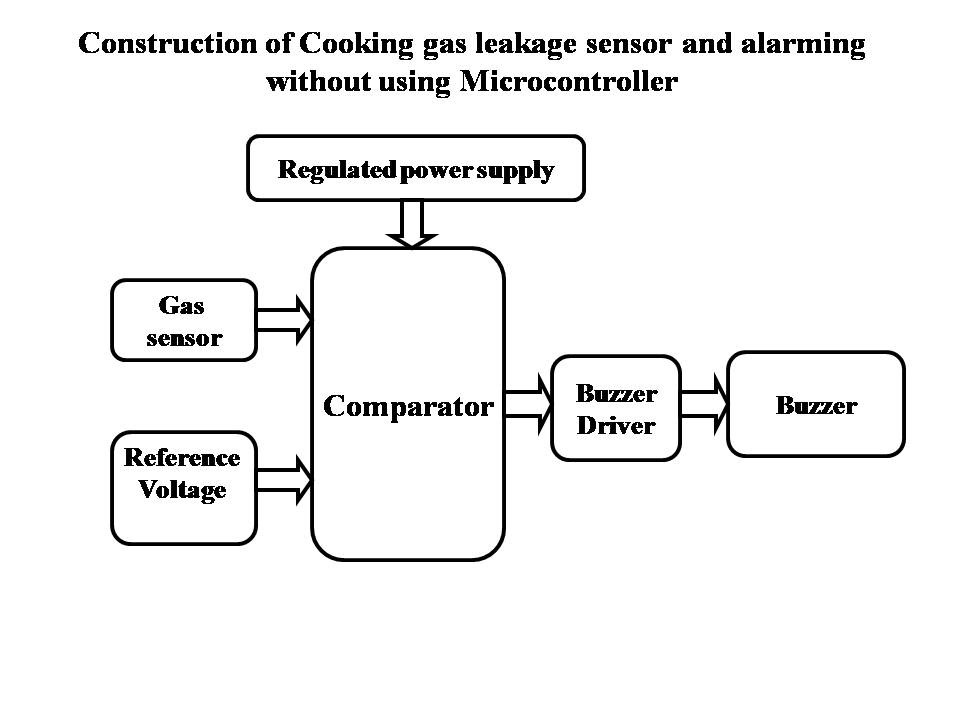 Construction of Cooking gas leakage sensor and alarming
without using Microcontroller
Regulated power supply
Gas
sensor
Reference
Voltage
Comparator
Buzzer
Driver
Buzzer